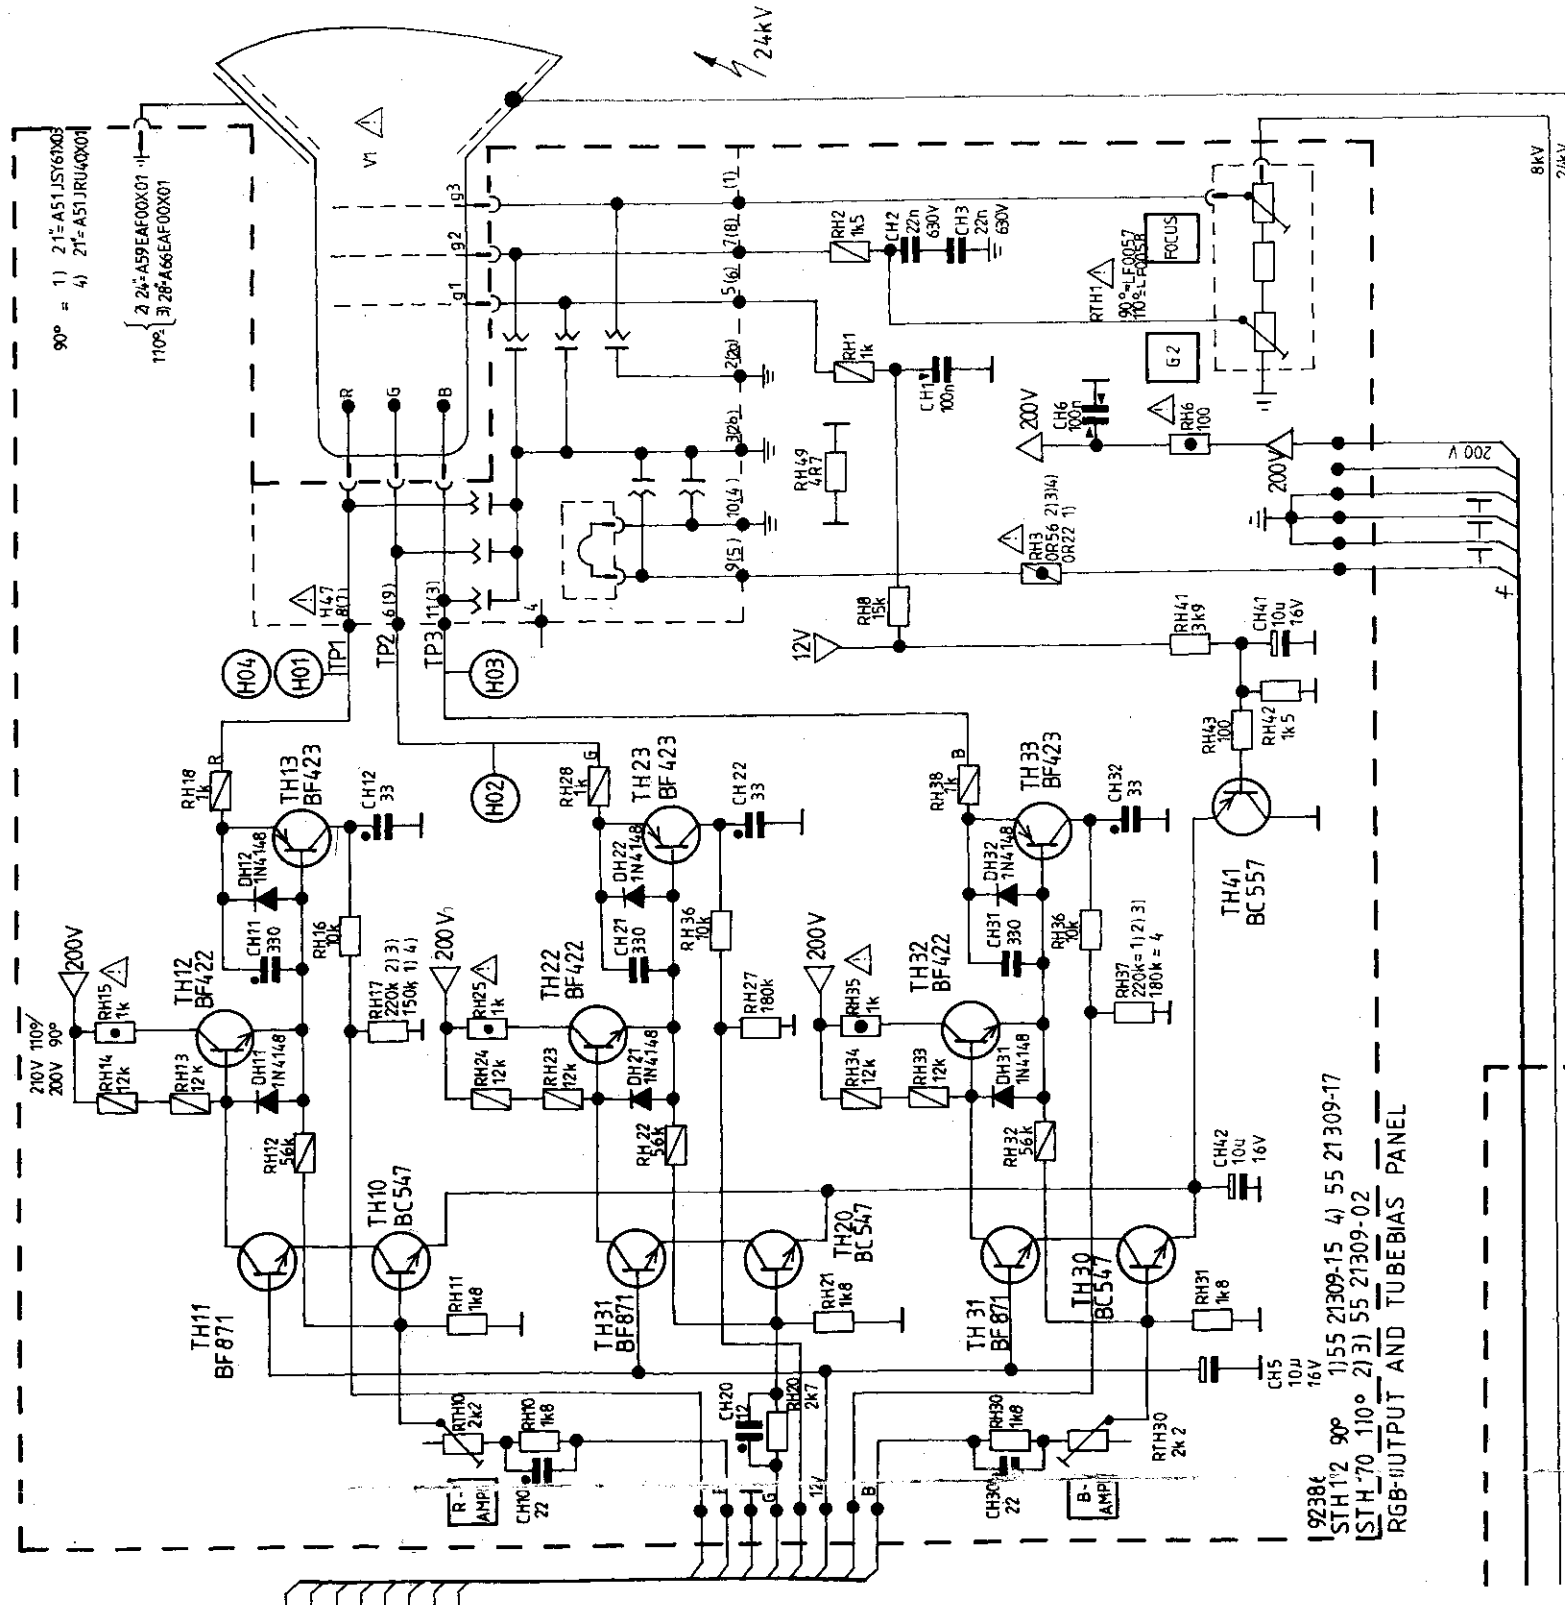 90° = 1) 21"=A51JSY61X03
4) 21"=A51JRU40X01
110°= { 2) 24"=A59EAF00X01
3) 28"=A66EAF00X01
V1
24kV
g3
g2
g1
R
G
B
(1)
7(8)
5(6)
2(2a)
3(2b)
10(4)
9(5)
H47
8(7)
6(9)
11(3)
4
TP1
TP2
TP3
H04
H01
H02
H03
RH2
1k5
CH2
22n
630V
CH3
22n
630V
RH1
1k
CH1
100n
RH49
4R7
RTH1
90°=LF0057
110°=LF0058
FOCUS
G2
200V
CH6
100n
RH6
100
200V
200 V
RH3
0R56 2)3)4)
0R22 1)
RH8
15k
12V
RH41
3k9
CH41
10u
16V
RH43
100
RH42
1k5
TH41
BC557
f
8kV
24kV
210V 110°/
200V 90°
200V
RH15
1k
RH14
12k
RH13
12k
TH12
BF422
DH11
1N4148
RH12
56k
CH11
330
DH12
1N4148
TH13
BF423
RH18
1k
R
CH12
33
RH16
10k
RH17
220k 2) 3)
150k 1) 4)
TH10
BC547
TH11
BF871
RH11
1k8
200V
RH25
1k
RH24
12k
RH23
12k
TH22
BF422
DH21
1N4148
RH22
56k
CH21
330
DH22
1N4148
TH23
BF423
RH28
1k
G
CH22
33
RH36
10k
RH27
180k
TH31
BF871
TH20
BC547
RH21
1k8
200V
RH35
1k
RH34
12k
RH33
12k
TH32
BF422
DH31
1N4148
RH32
56k
CH31
330
DH32
1N4148
TH33
BF423
RH38
1k
B
CH32
33
RH36
10k
RH37
220k=1)2)3)
180k=4
TH31
BF871
TH30
BC547
RH31
1k8
CH42
10u
16V
CH5
10µ
16V
RTH10
2k2
RH10
1k8
R-
AMPL
CH10
22
CH20
12
RH20
2k7
G
12V
B
RH30
1k8
CH30
22
RTH30
2k2
B-
AMPL
STH 12 90° 1)55 21309-15 4) 55 21309-17
STH 70 110° 2)3) 55 21309-02
RGB-OUTPUT AND TUBEBIAS PANEL